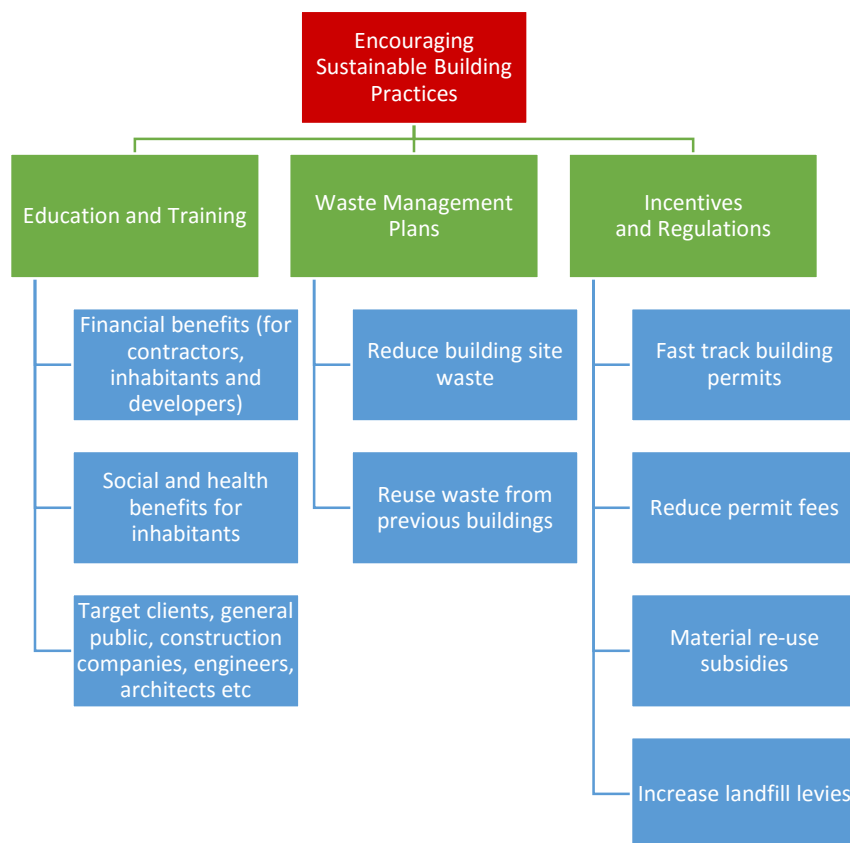 Encouraging
Sustainable Building
Practices
Education and Training
Waste Management
Plans
Incentives
and Regulations
Financial benefits (for
contractors,
inhabitants and
developers)
Social and health
benefits for
inhabitants
Target clients, general
public, construction
companies, engineers,
architects etc
Reduce building site
waste
Reuse waste from
previous buildings
Fast track building
permits
Reduce permit fees
Material re-use
subsidies
Increase landfill levies